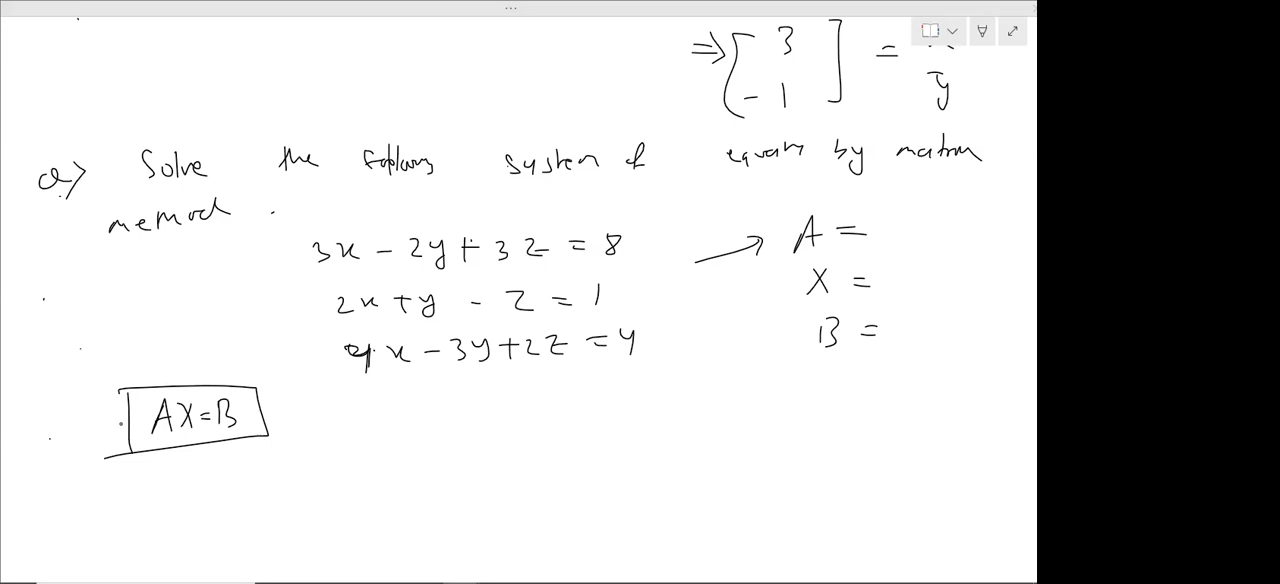 ⇒ [ 3 -1 ] = y
Q> Solve the following system of equations by matrix
method.
3x - 2y + 3z = 8 → A =
X =
2x + y - z = 1
B =
4x - 3y + 2z = 4
AX = B